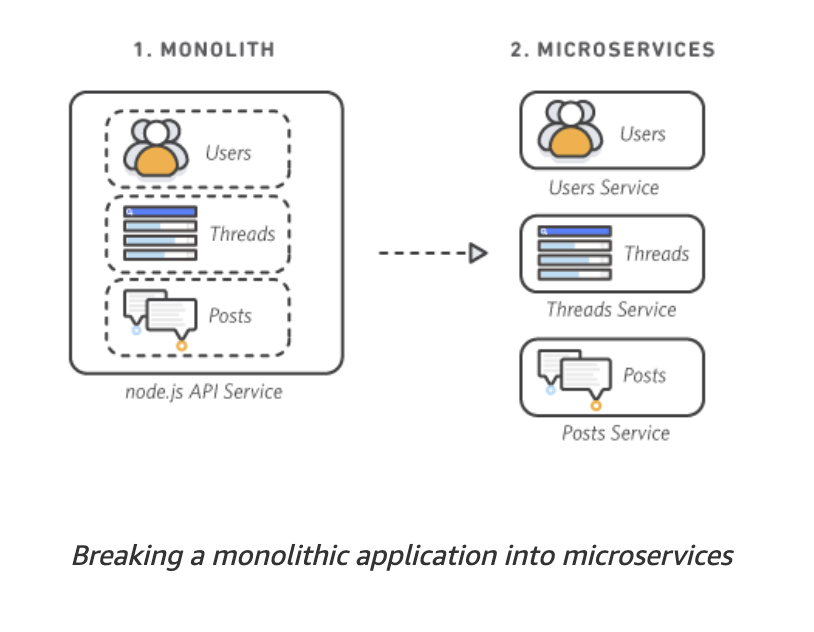 1. MONOLITH
Users
Threads
Posts
node.js API Service
2. MICROSERVICES
Users
Users Service
Threads
Threads Service
Posts
Posts Service
Breaking a monolithic application into microservices